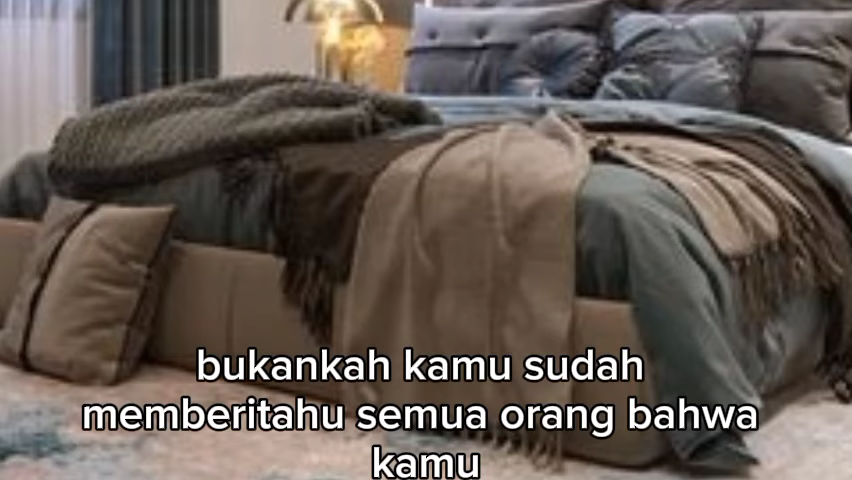 bukankah kamu sudah
memberitahu semua orang bahwa
kamu